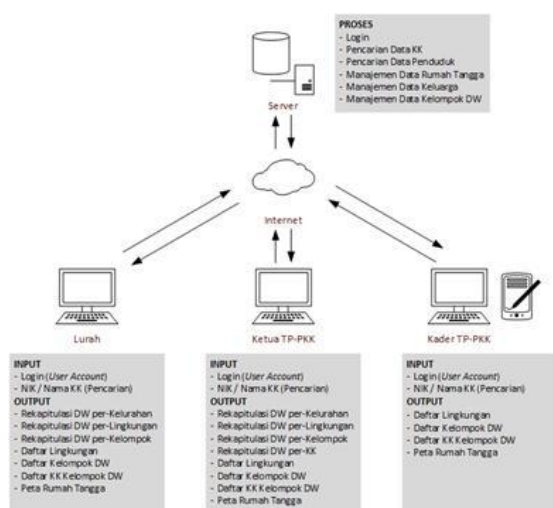 PROSES
- Login
- Pencarian Data KK
- Pencarian Data Penduduk
- Manajemen Data Rumah Tangga
- Manajemen Data Keluarga
- Manajemen Data Kelompok DW
Server
Internet
Lurah
Ketua TP-PKK
Kader TP-PKK
INPUT
- Login (User Account)
- NIK / Nama KK (Pencarian)
OUTPUT
- Rekapitulasi DW per-Kelurahan
- Rekapitulasi DW per-Lingkungan
- Rekapitulasi DW per-Kelompok
- Daftar Lingkungan
- Daftar Kelompok DW
- Daftar KK Kelompok DW
- Peta Rumah Tangga
INPUT
- Login (User Account)
- NIK / Nama KK (Pencarian)
OUTPUT
- Rekapitulasi DW per-Kelurahan
- Rekapitulasi DW per-Lingkungan
- Rekapitulasi DW per-Kelompok
- Rekapitulasi DW per-KK
- Daftar Lingkungan
- Daftar Kelompok DW
- Daftar KK Kelompok DW
- Peta Rumah Tangga
INPUT
- Login (User Account)
- NIK / Nama KK (Pencarian)
OUTPUT
- Daftar Lingkungan
- Daftar Kelompok DW
- Daftar KK Kelompok DW
- Peta Rumah Tangga